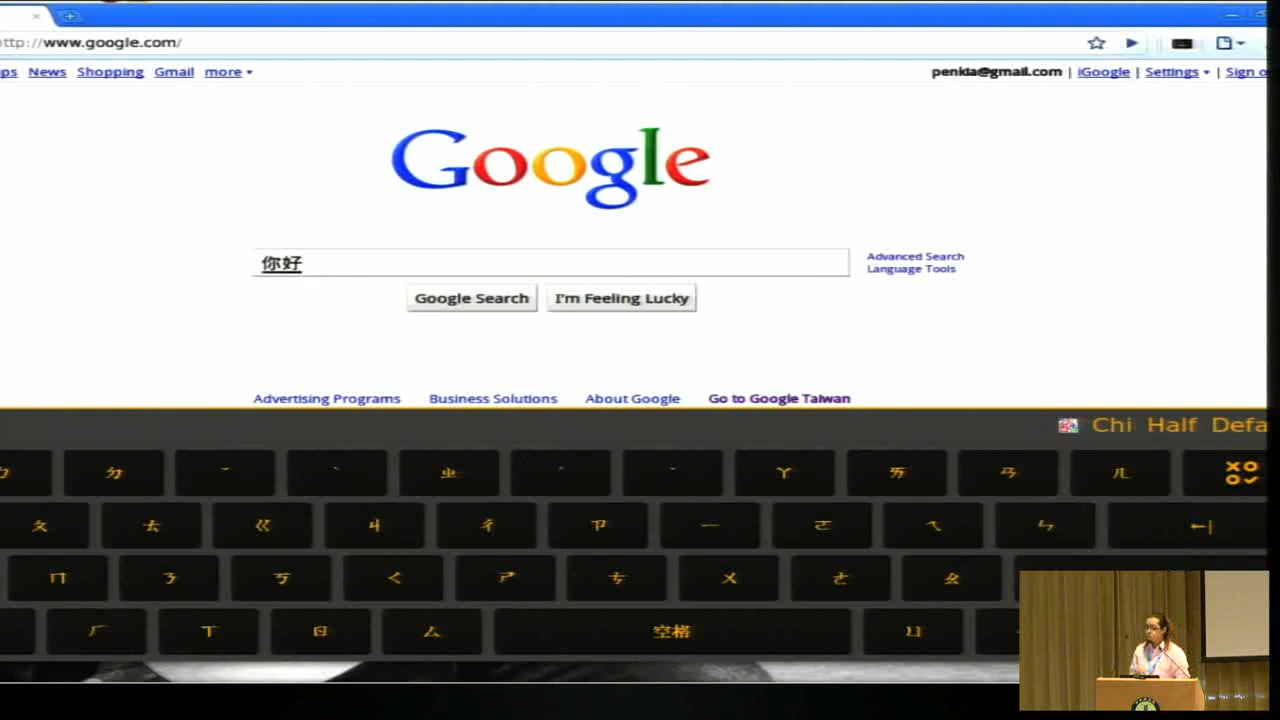 http://www.google.com/
News Shopping Gmail more
penkia@gmail.com | iGoogle | Settings | Sign
Google
你好
Advanced Search
Language Tools
Google Search I'm Feeling Lucky
Advertising Programs Business Solutions About Google Go to Google Taiwan
Chi Half Defa
ㄅ ㄉ ˇ ˋ ㄓ ˊ ˙ ㄚ ㄞ ㄢ ㄦ
ㄆ ㄊ ㄍ ㄐ ㄔ ㄗ ㄧ ㄛ ㄟ ㄣ ←|
ㄇ ㄋ ㄎ ㄑ ㄕ ㄘ ㄨ ㄜ ㄠ
ㄏ ㄒ ㄖ ㄙ 空格 ㄩ